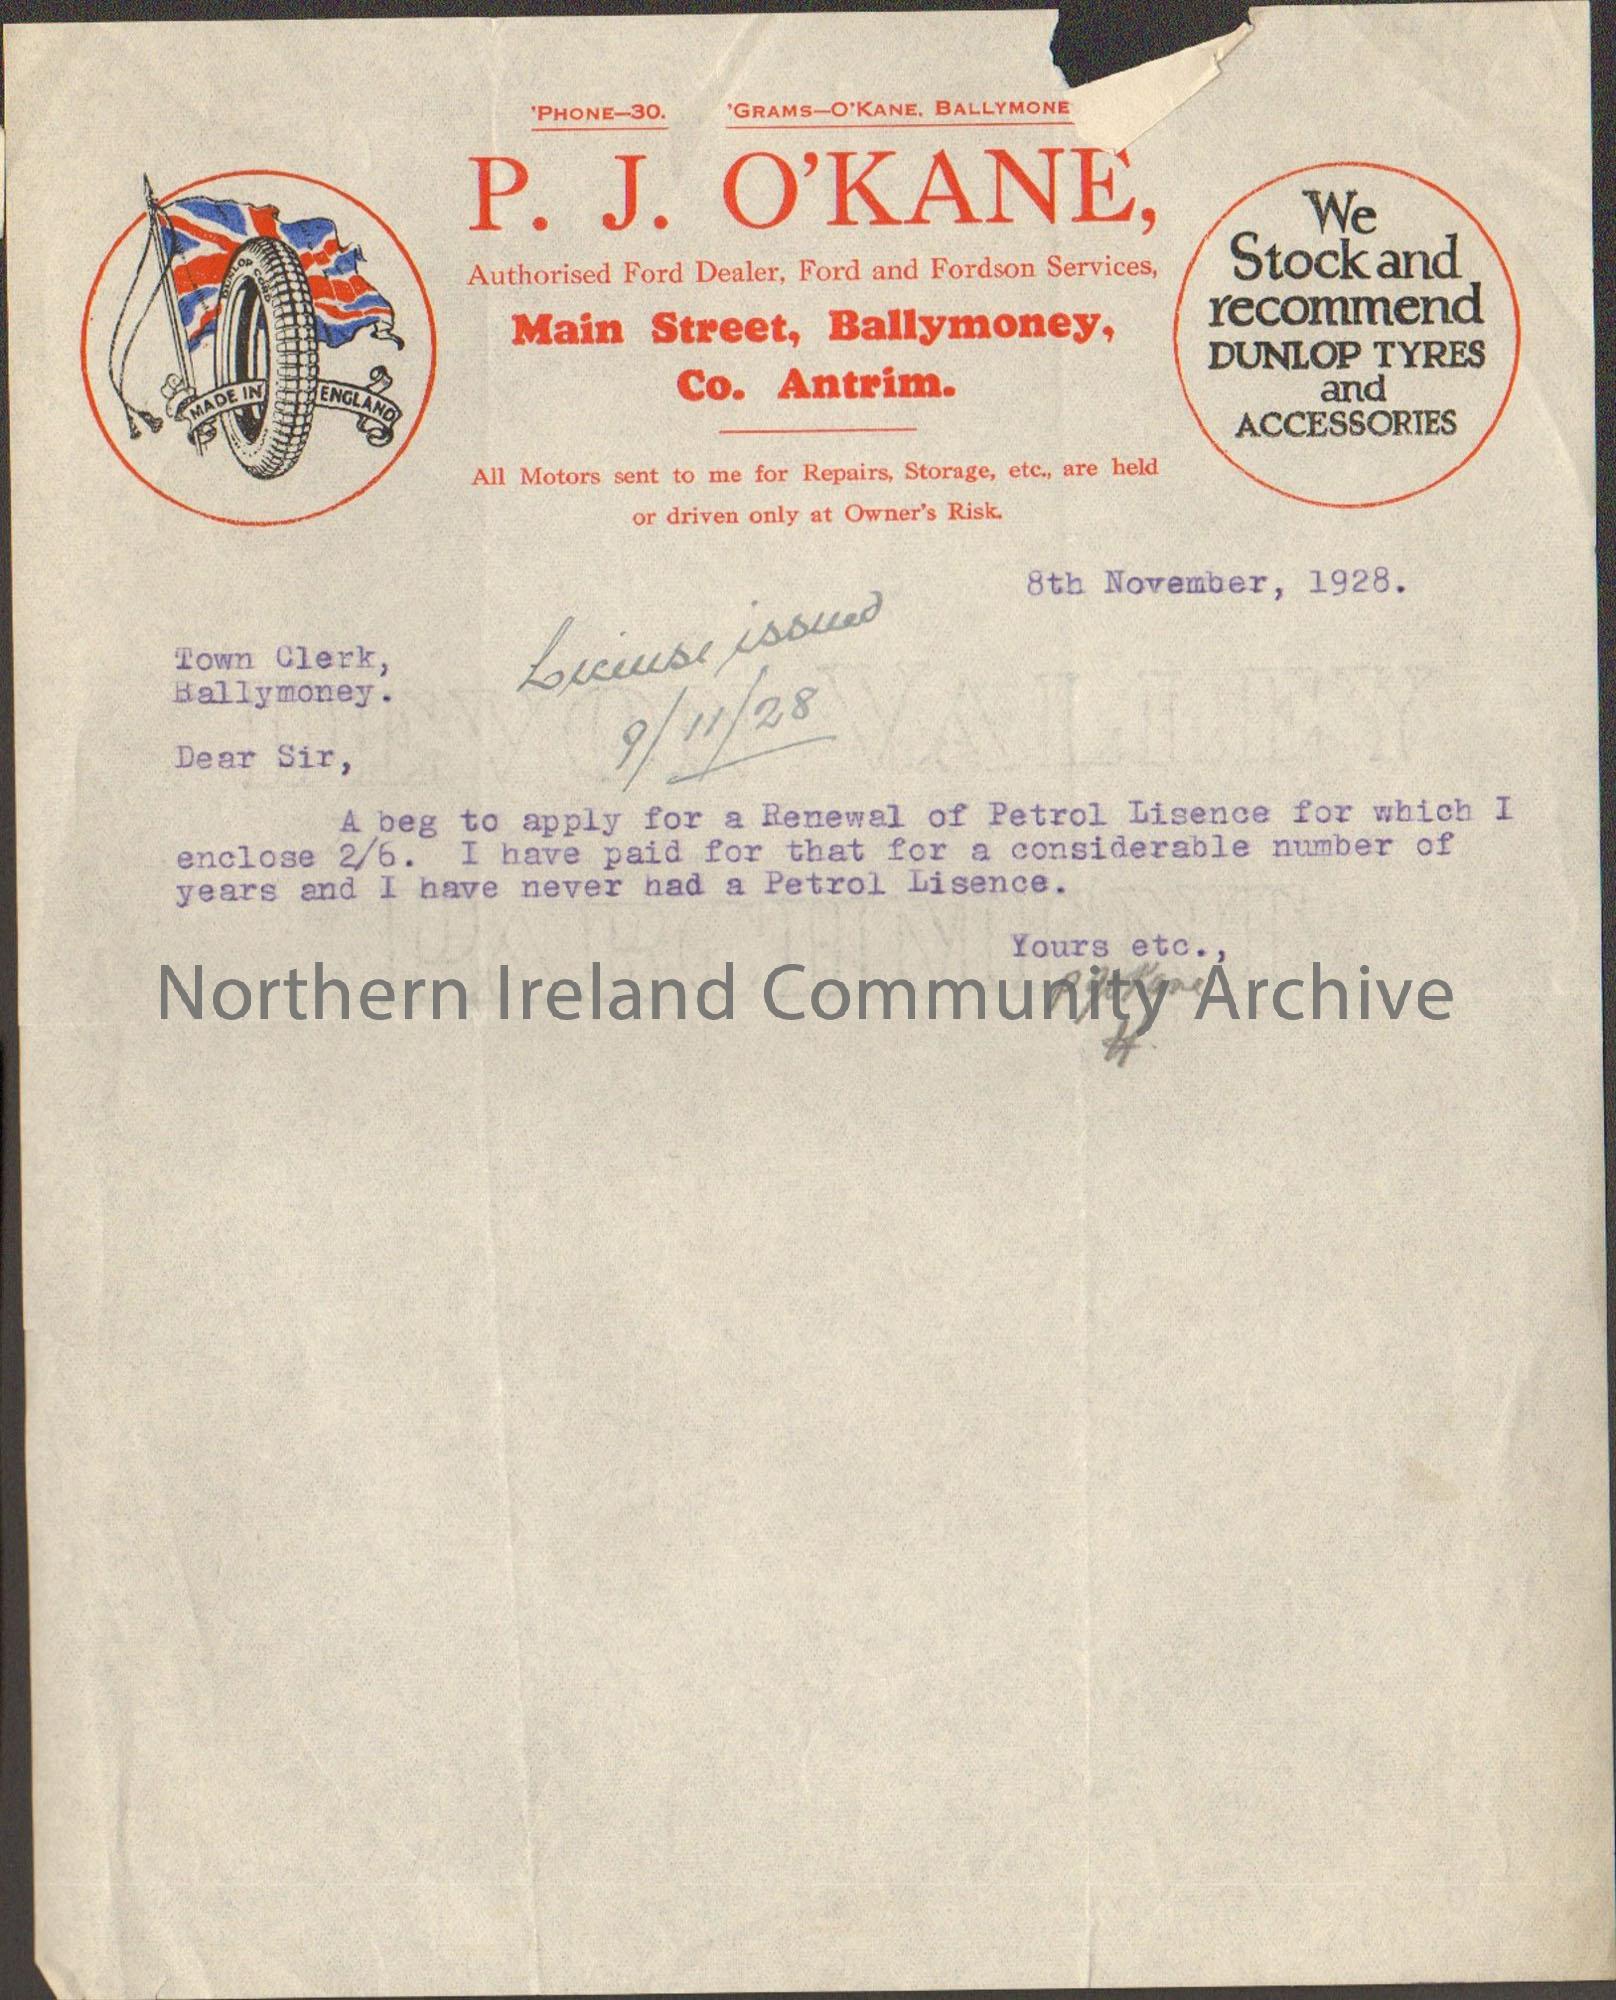 'PHONE—30. 'GRAMS—O'KANE, BALLYMONE
P. J. O'KANE,
Authorised Ford Dealer, Ford and Fordson Services,
Main Street, Ballymoney,
Co. Antrim.
All Motors sent to me for Repairs, Storage, etc., are held
or driven only at Owner's Risk.
DUNLOP CORD
MADE IN ENGLAND
We
Stock and
recommend
DUNLOP TYRES
and
ACCESSORIES
8th November, 1928.
License issued
9/11/28
Town Clerk,
Ballymoney.
Dear Sir,
A beg to apply for a Renewal of Petrol Lisence for which I
enclose 2/6. I have paid for that for a considerable number of
years and I have never had a Petrol Lisence.
Yours etc.,
P J O'Kane
Northern Ireland Community Archive